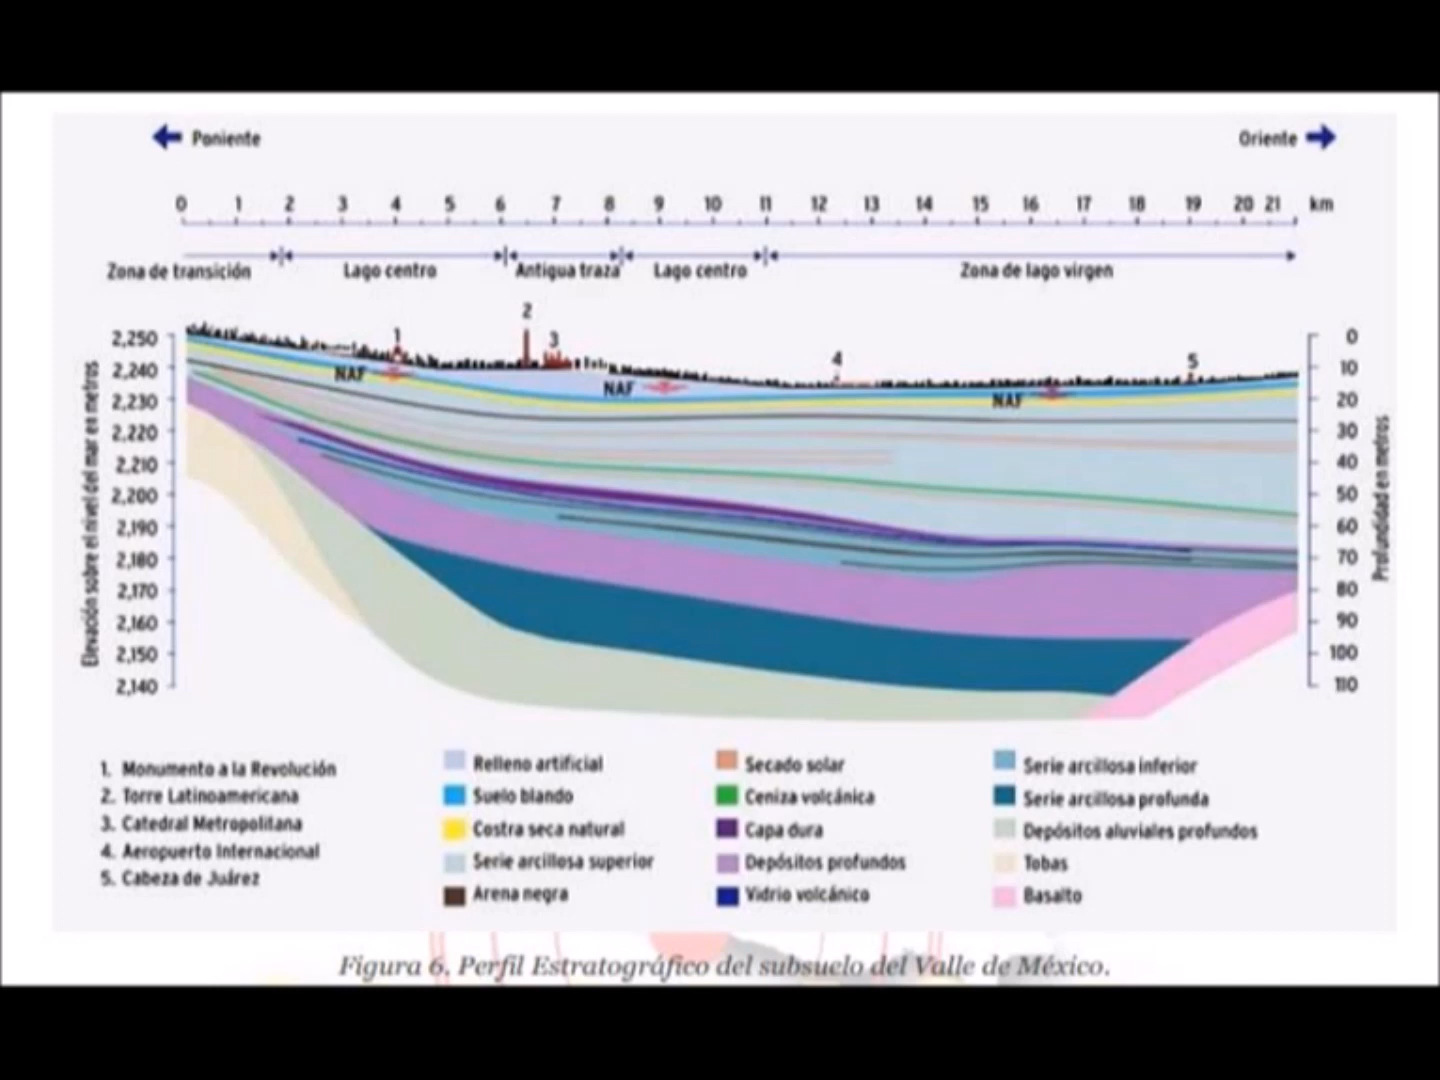 Poniente
Oriente
0 1 2 3 4 5 6 7 8 9 10 11 12 13 14 15 16 17 18 19 20 21 km
Zona de transición Lago centro Antigua traza Lago centro Zona de lago virgen
1 2 3 4 5
NAF NAF NAF
Elevación sobre el nivel del mar en metros
2,250
2,240
2,230
2,220
2,210
2,200
2,190
2,180
2,170
2,160
2,150
2,140
0
10
20
30
40
50
60
70
80
90
100
110
Profundidad en metros
1. Monumento a la Revolución
2. Torre Latinoamericana
3. Catedral Metropolitana
4. Aeropuerto Internacional
5. Cabeza de Juárez
Relleno artificial
Suelo blando
Costra seca natural
Serie arcillosa superior
Arena negra
Secado solar
Ceniza volcánica
Capa dura
Depósitos profundos
Vidrio volcánico
Serie arcillosa inferior
Serie arcillosa profunda
Depósitos aluviales profundos
Tobas
Basalto
Figura 6. Perfil Estratográfico del subsuelo del Valle de México.